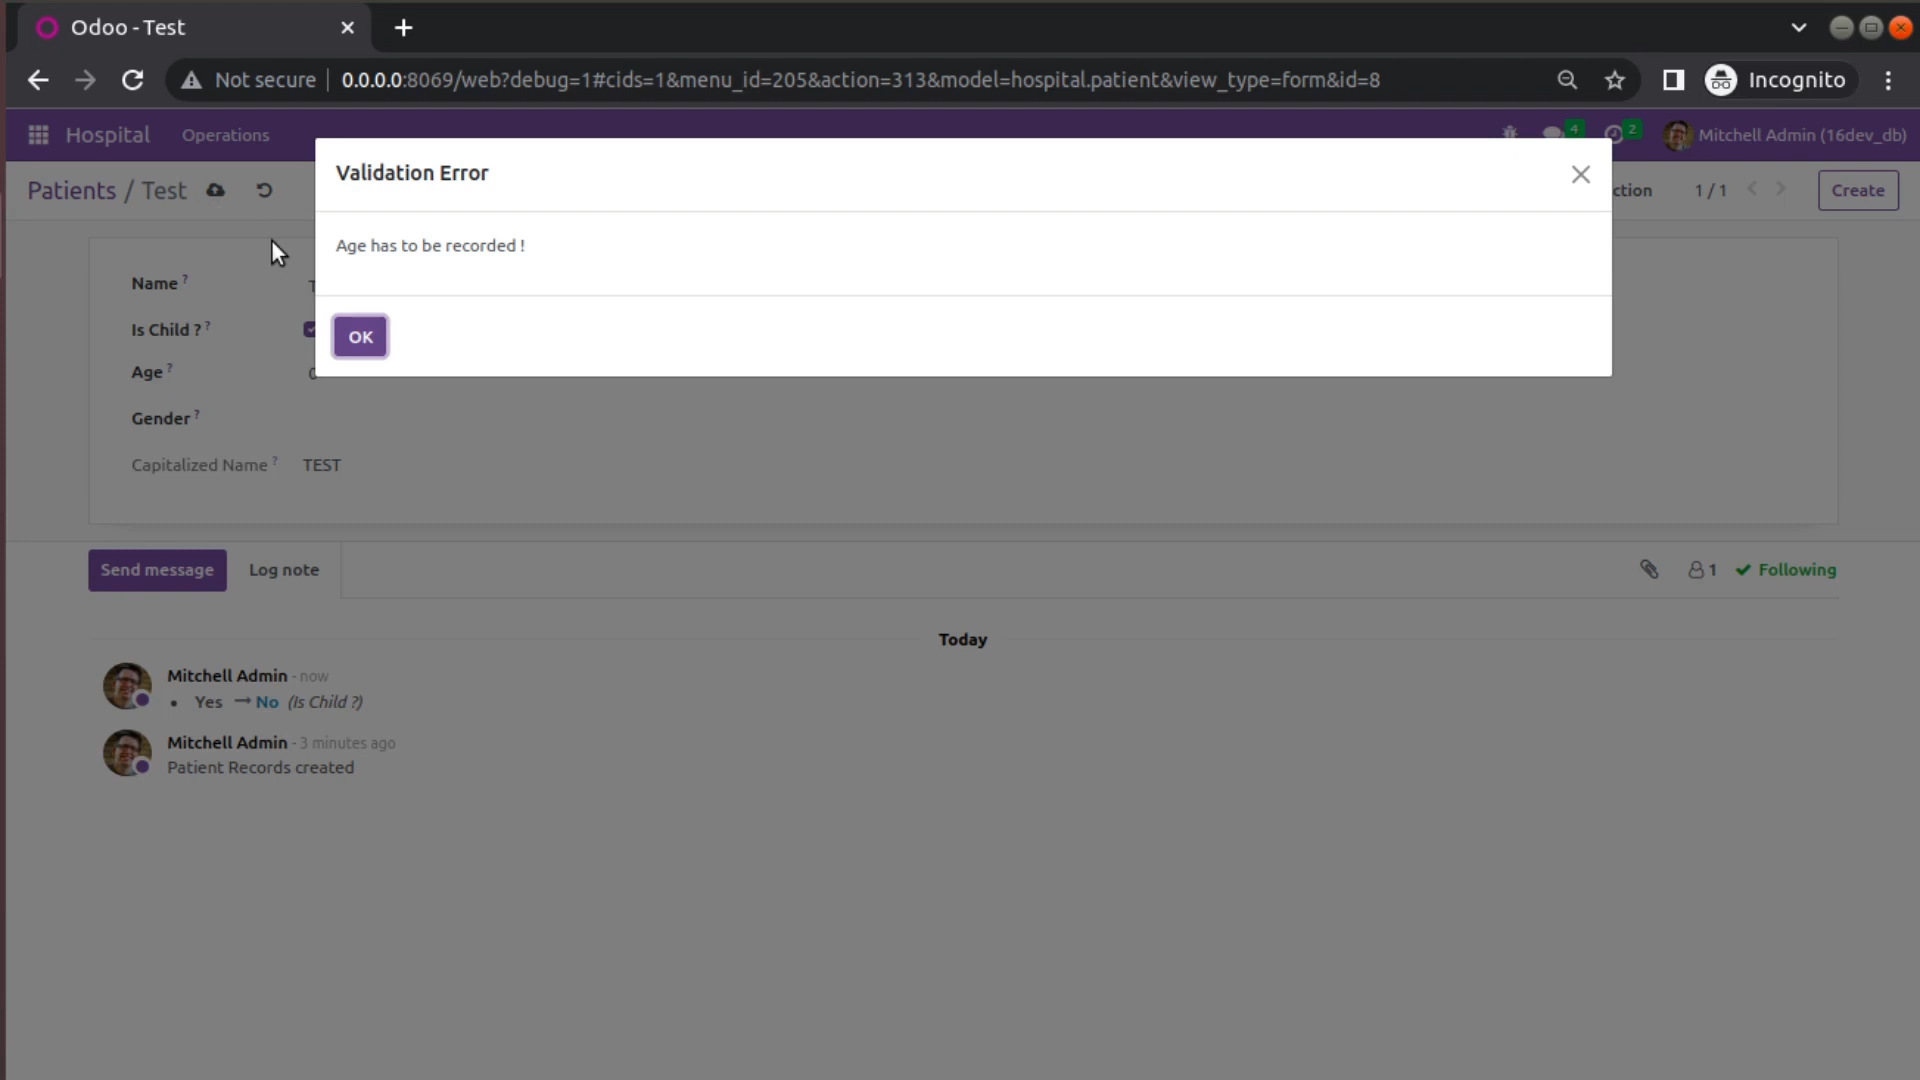 Odoo - Test
Not secure
0.0.0.0:8069/web?debug=1#cids=1&menu_id=205&action=313&model=hospital.patient&view_type=form&id=8
Incognito
Hospital
Operations
4
2
Mitchell Admin (16dev_db)
Patients / Test
Validation Error
ction
1 / 1
Create
Age has to be recorded !
OK
Name ?
Is Child ? ?
Age ?
Gender ?
Capitalized Name ? TEST
Send message
Log note
1
Following
Today
Mitchell Admin - now
• Yes → No (Is Child ?)
Mitchell Admin - 3 minutes ago
Patient Records created